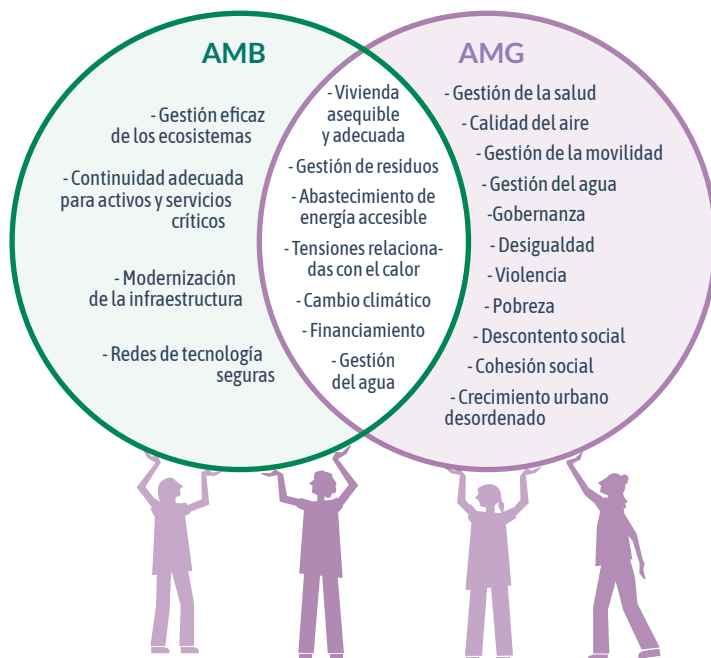 AMB
- Gestión eficaz
de los ecosistemas
- Continuidad adecuada
para activos y servicios
críticos
- Modernización
de la infraestructura
- Redes de tecnología
seguras
- Vivienda
asequible
y adecuada
- Gestión de residuos
- Abastecimiento de
energía accesible
- Tensiones relaciona-
das con el calor
- Cambio climático
- Financiamiento
- Gestión
del agua
AMG
- Gestión de la salud
- Calidad del aire
- Gestión de la movilidad
- Gestión del agua
-Gobernanza
- Desigualdad
- Violencia
- Pobreza
- Descontento social
- Cohesión social
- Crecimiento urbano
desordenado